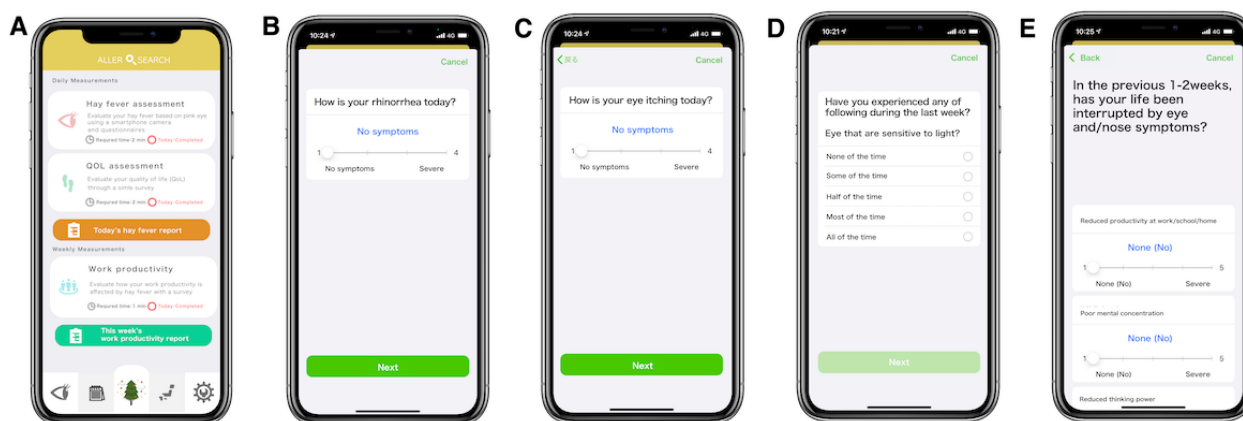 A
ALLER SEARCH
Daily Measurements
Hay fever assessment
Evaluate your hay fever based on pink eye
using a smartphone camera
and questionnaires
Required time:2 min Today: Completed
QOL assessment
Evaluate your quality of life (QoL)
through a simle survey
Required time:2 min Today: Completed
Today's hay fever report
Weekly Measurements
Work productivity
Evaluate how your work productivity is
affected by hay fever with a survey.
Required time: 1 min Today: Completed
This week's
work productivity report
B
10:24 4G
Cancel
How is your rhinorrhea today?
No symptoms
1 4
No symptoms Severe
Next
C
10:24 4G
戻る Cancel
How is your eye itching today?
No symptoms
1 4
No symptoms Severe
Next
D
10:21 4G
Cancel
Have you experienced any of
following during the last week?
Eye that are sensitive to light?
None of the time
Some of the time
Half of the time
Most of the time
All of the time
Next
E
10:25 4G
Back Cancel
In the previous 1-2weeks,
has your life been
interrupted by eye
and/nose symptoms?
Reduced productivity at work/school/home
None (No)
1 5
None (No) Severe
Poor mental concentration
None (No)
1 5
None (No) Severe
Reduced thinking power